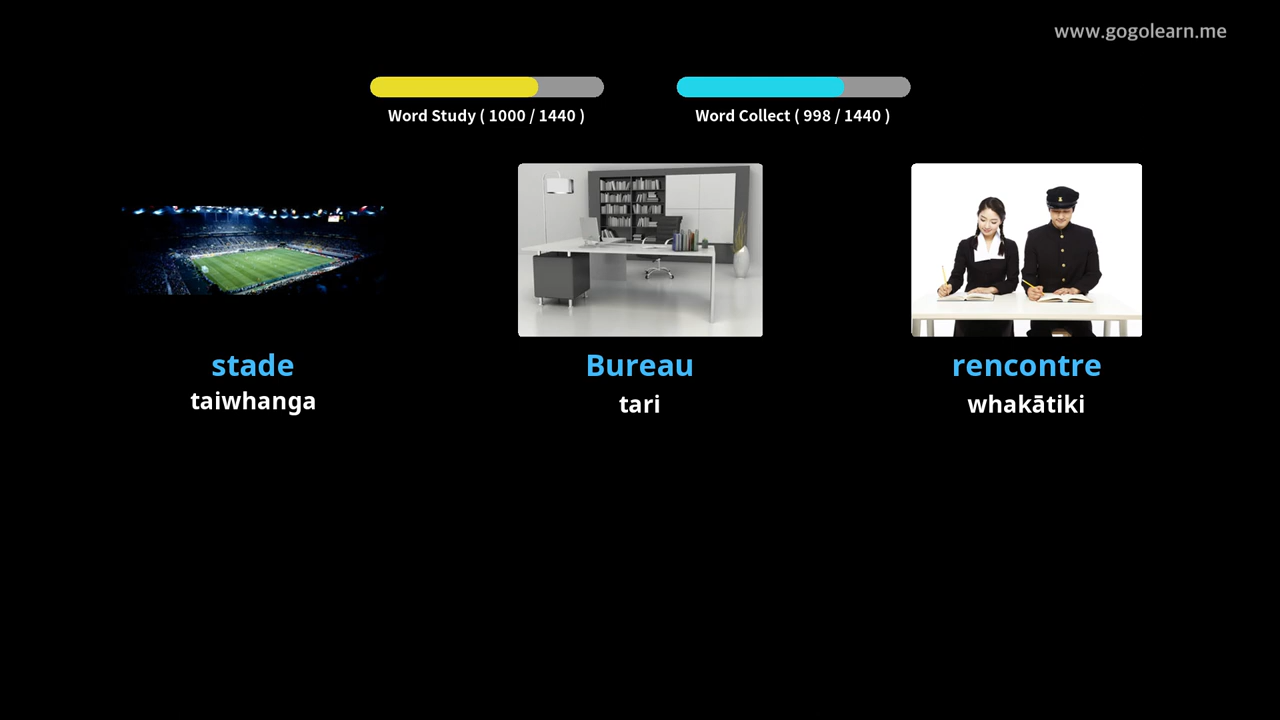 www.gogolearn.me
Word Study ( 1000 / 1440 )
Word Collect ( 998 / 1440 )
stade
taiwhanga
Bureau
tari
rencontre
whakātiki